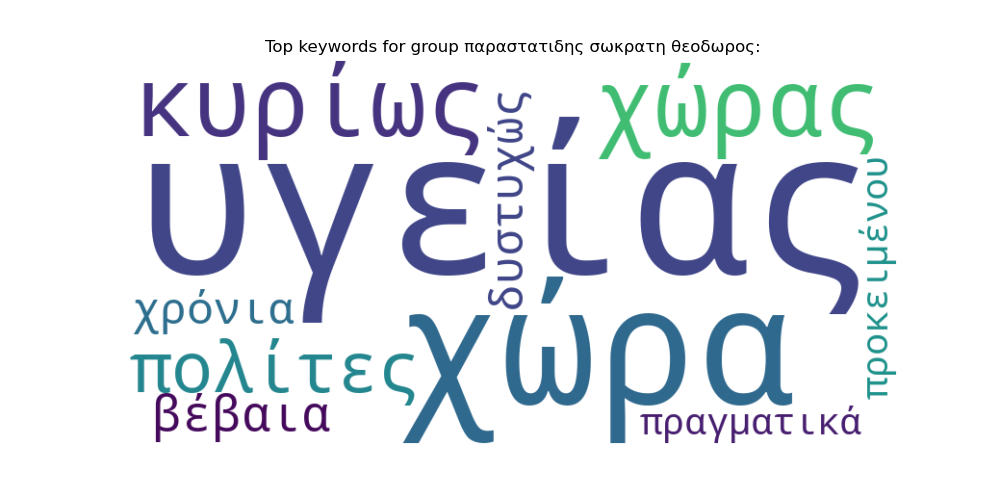 Top keywords for group παραστατιδης σωκρατη θεοδωρος:
κυρίως
χώρας
δυστυχώς
υγείας
προκειμένου
χρόνια
χώρα
πολίτες
βέβαια
πραγματικά